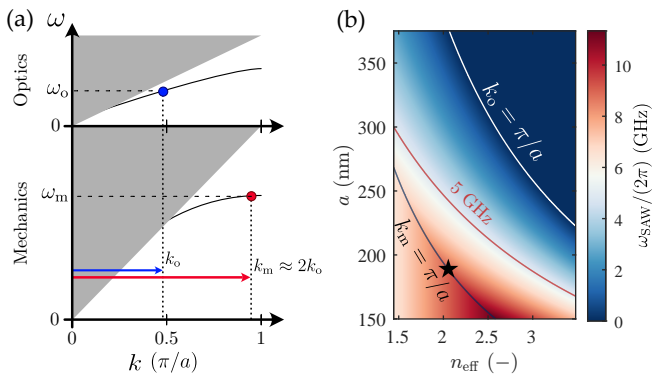 (a)
ω
Optics
ω_o
0
Mechanics
ω_m
k_o
k_m ≈ 2k_o
0
0
0.5
1
k (π/a)
(b)
a (nm)
350
300
250
200
150
k_o = π/a
5 GHz
k_m = π/a
1.5
2
2.5
3
n_eff (−)
10
8
6
4
2
0
ω_SAW/(2π) (GHz)